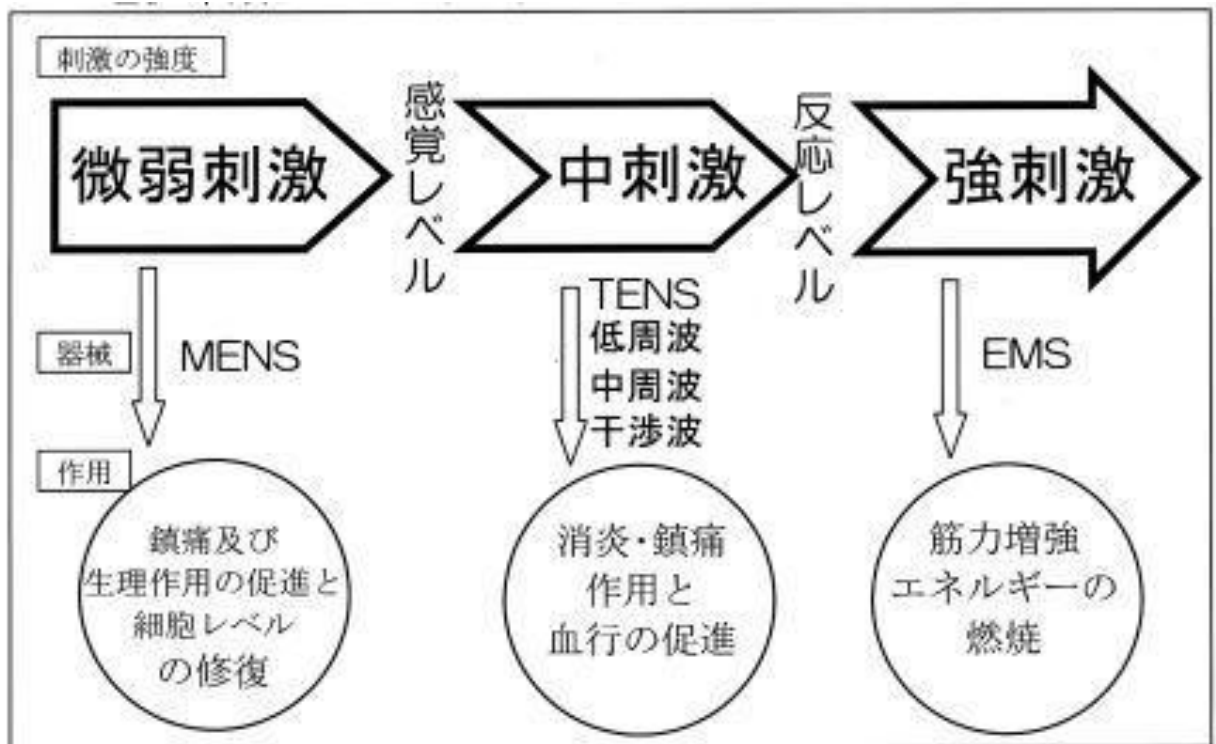 刺激の強度
微弱刺激
感覚レベル
中刺激
反応レベル
強刺激
器械
MENS
TENS
低周波
中周波
干渉波
EMS
作用
鎮痛及び
生理作用の促進と
細胞レベル
の修復
消炎・鎮痛
作用と
血行の促進
筋力増強
エネルギーの
燃焼